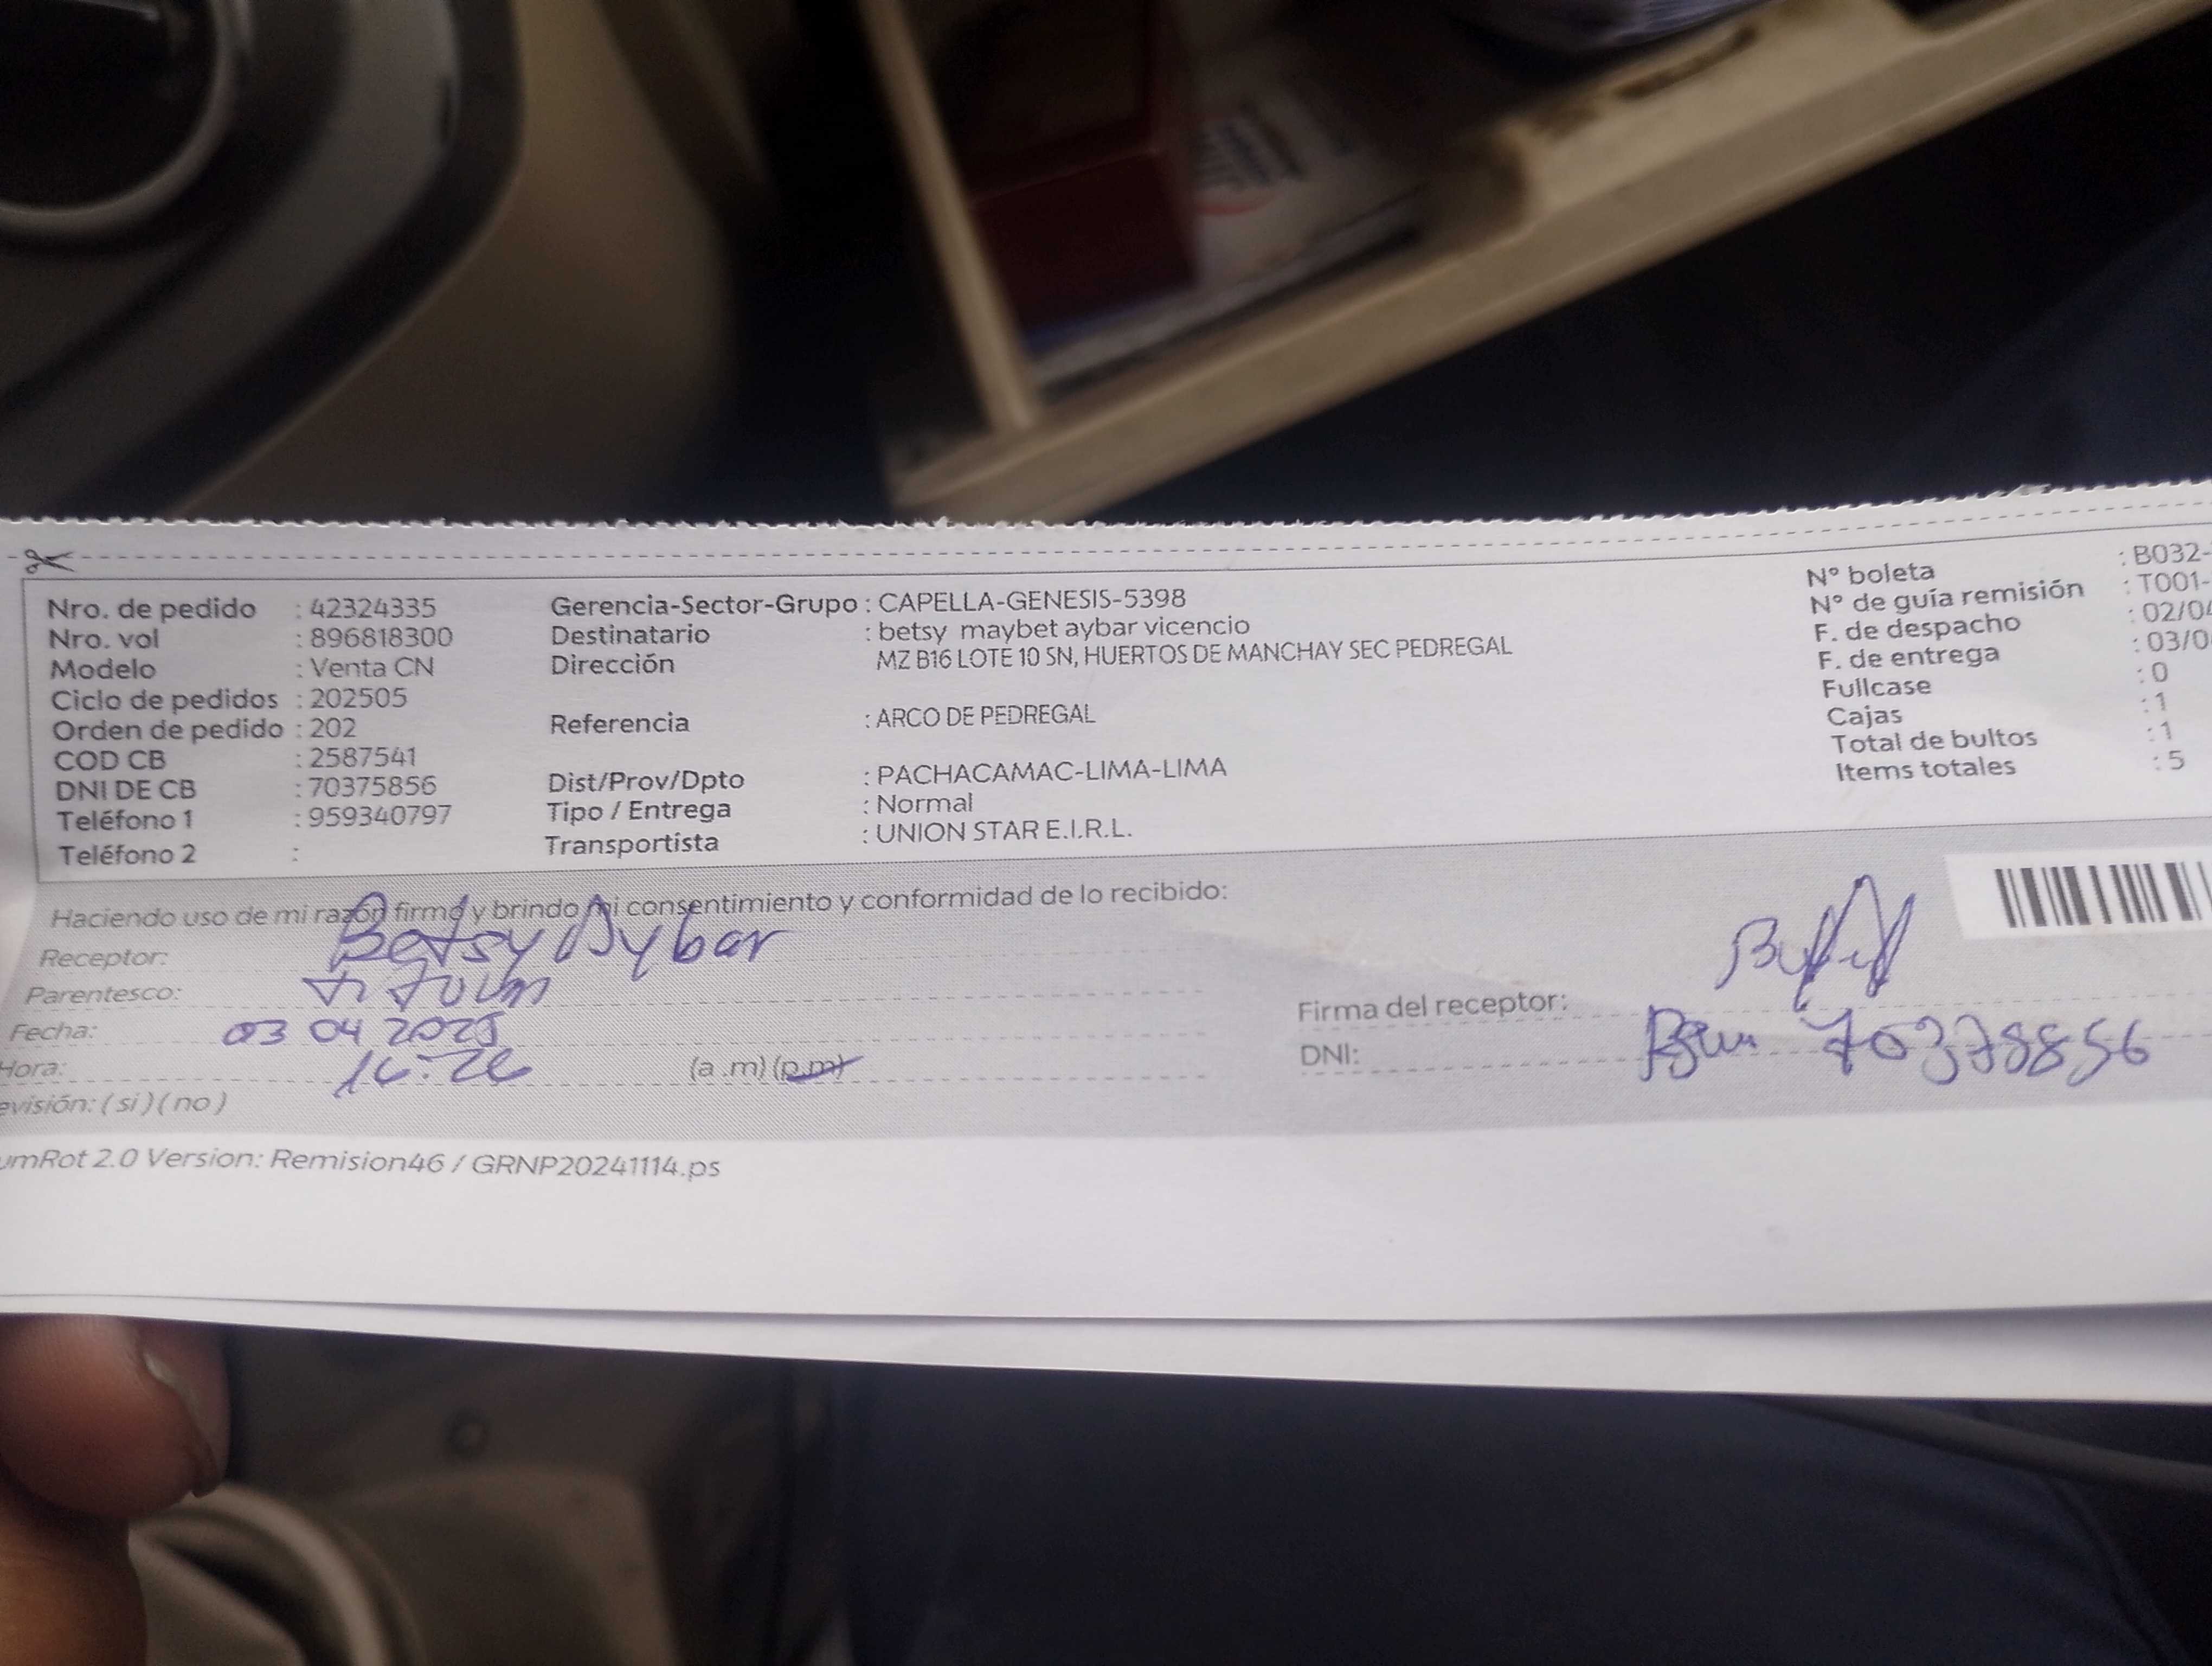 Nro. de pedido : 42324335
Nro. vol : 896818300
Modelo : Venta CN
Ciclo de pedidos : 202505
Orden de pedido : 202
COD CB : 2587541
DNI DE CB : 70375856
Teléfono 1 : 959340797
Teléfono 2 :
Gerencia-Sector-Grupo : CAPELLA-GENESIS-5398
Destinatario : betsy maybet aybar vicencio
Dirección MZ B16 LOTE 10 SN, HUERTOS DE MANCHAY SEC PEDREGAL
Referencia : ARCO DE PEDREGAL
Dist/Prov/Dpto : PACHACAMAC-LIMA-LIMA
Tipo / Entrega : Normal
Transportista : UNION STAR E.I.R.L.
N° boleta : B032-
N° de guía remisión : T001-
F. de despacho : 02/04
F. de entrega : 03/0
Fullcase : 0
Cajas : 1
Total de bultos : 1
Items totales : 5
Haciendo uso de mi razón firmo y brindo mi consentimiento y conformidad de lo recibido:
Receptor: Betsy Aybar
Parentesco:
Fecha: 03 04 2025
Hora: (a.m) (p.m)
evisión: ( si ) ( no )
Firma del receptor:
DNI: 70375856
umRot 2.0 Version: Remision46 / GRNP20241114.ps